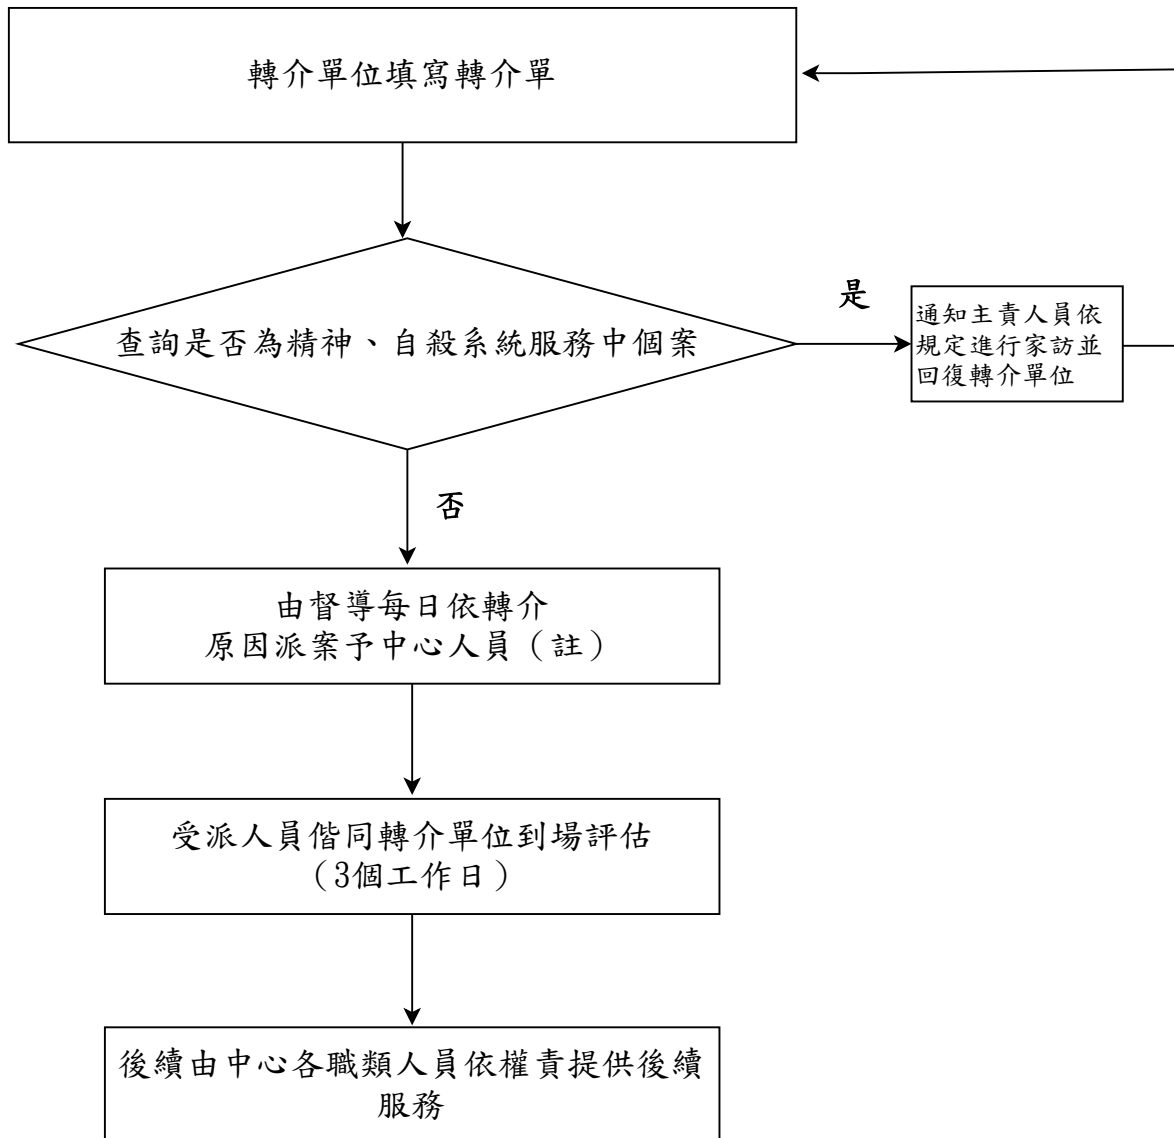 轉介單位填寫轉介單
查詢是否為精神、自殺系統服務中個案
是
通知主責人員依
規定進行家訪並
回復轉介單位
否
由督導每日依轉介
原因派案予中心人員（註）
受派人員偕同轉介單位到場評估
（3個工作日）
後續由中心各職類人員依權責提供後續
服務